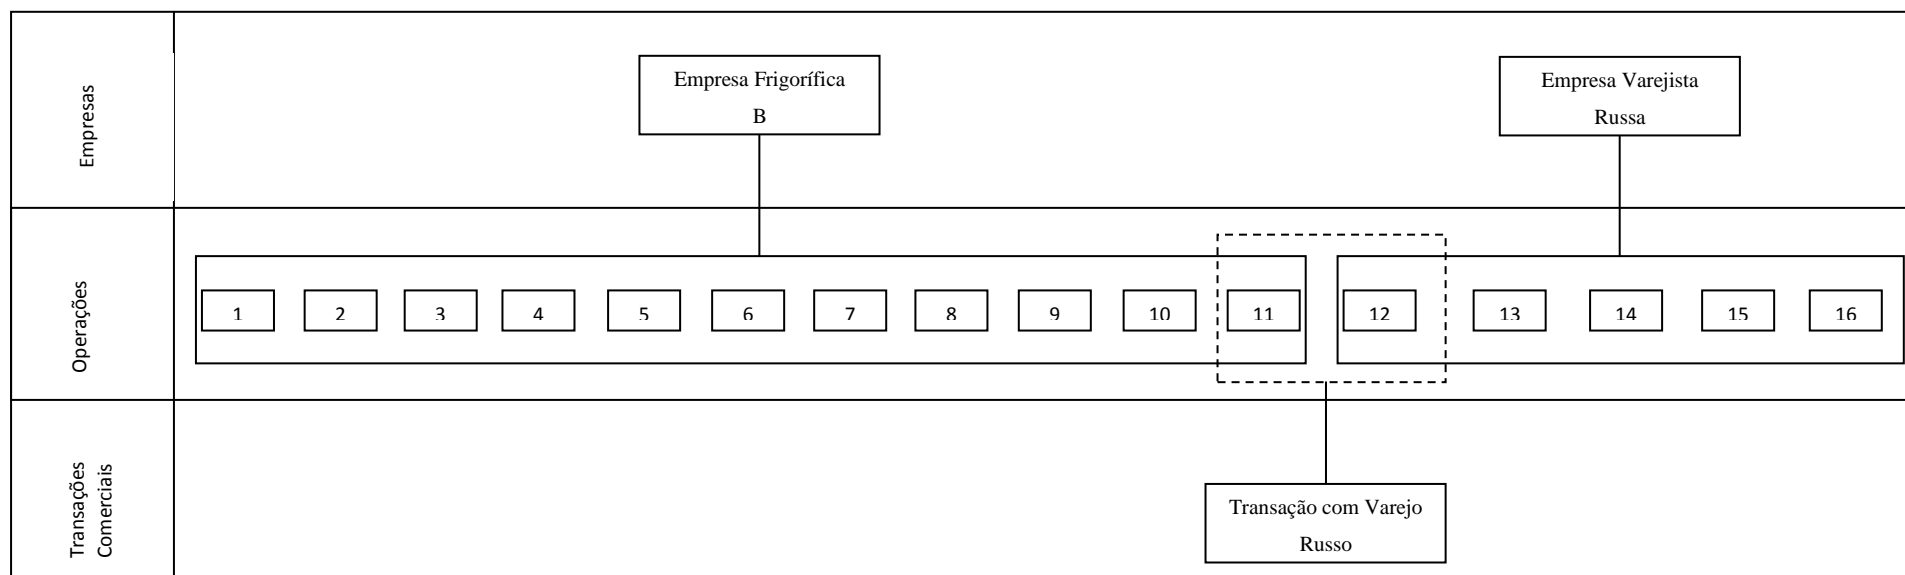 Empresas
Empresa Frigorífica
B
Empresa Varejista
Russa
Operações
1 2 3 4 5 6 7 8 9 10 11 12 13 14 15 16
Transações
Comerciais
Transação com Varejo
Russo